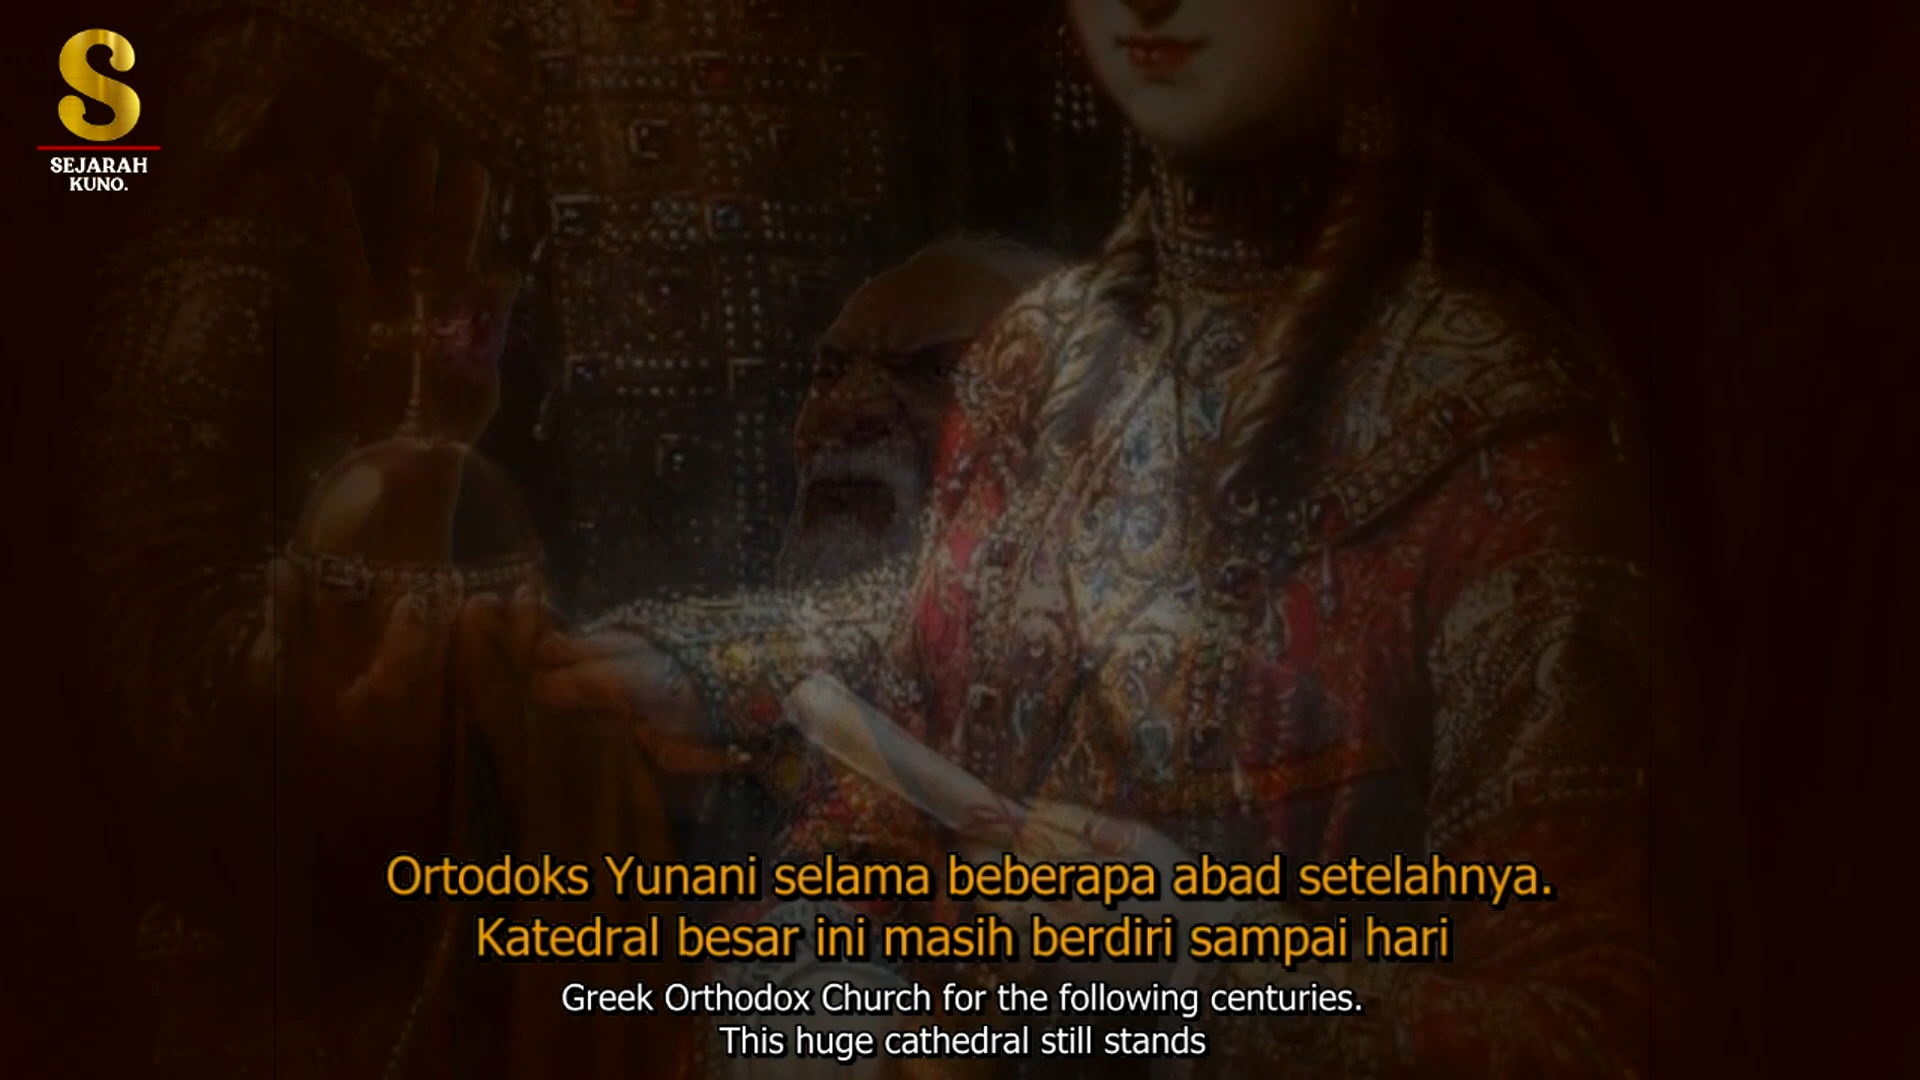 S
SEJARAH
KUNO.
Ortodoks Yunani selama beberapa abad setelahnya.
Katedral besar ini masih berdiri sampai hari
Greek Orthodox Church for the following centuries.
This huge cathedral still stands